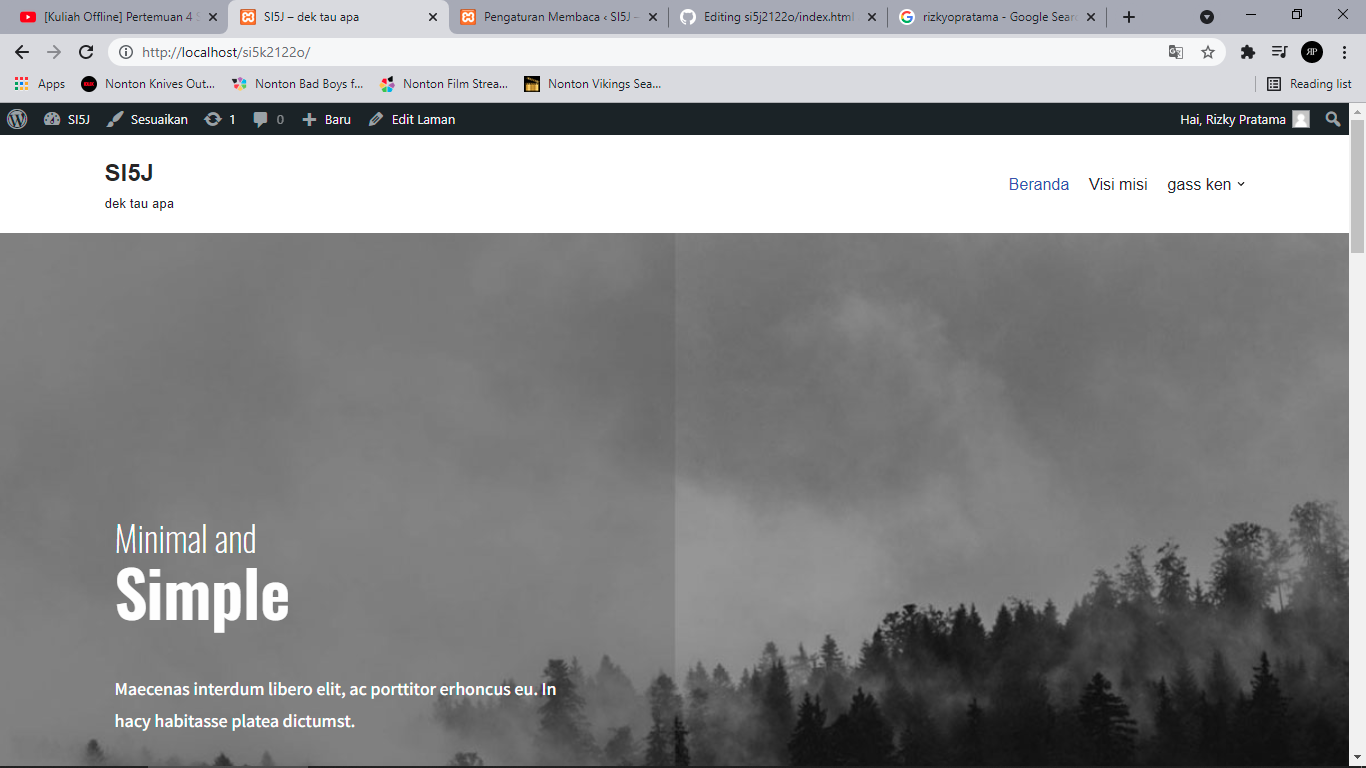 [Kuliah Offline] Pertemuan 4
SI5J – dek tau apa
Pengaturan Membaca ‹ SI5J –
Editing si5j2122o/index.html
rizkyopratama - Google Sear
http://localhost/si5k2122o/
Apps
Nonton Knives Out...
Nonton Bad Boys f...
Nonton Film Strea...
Nonton Vikings Sea...
Reading list
SI5J
Sesuaikan
1
0
Baru
Edit Laman
Hai, Rizky Pratama
SI5J
dek tau apa
Beranda
Visi misi
gass ken
Minimal and
Simple
Maecenas interdum libero elit, ac porttitor erhoncus eu. In
hacy habitasse platea dictumst.